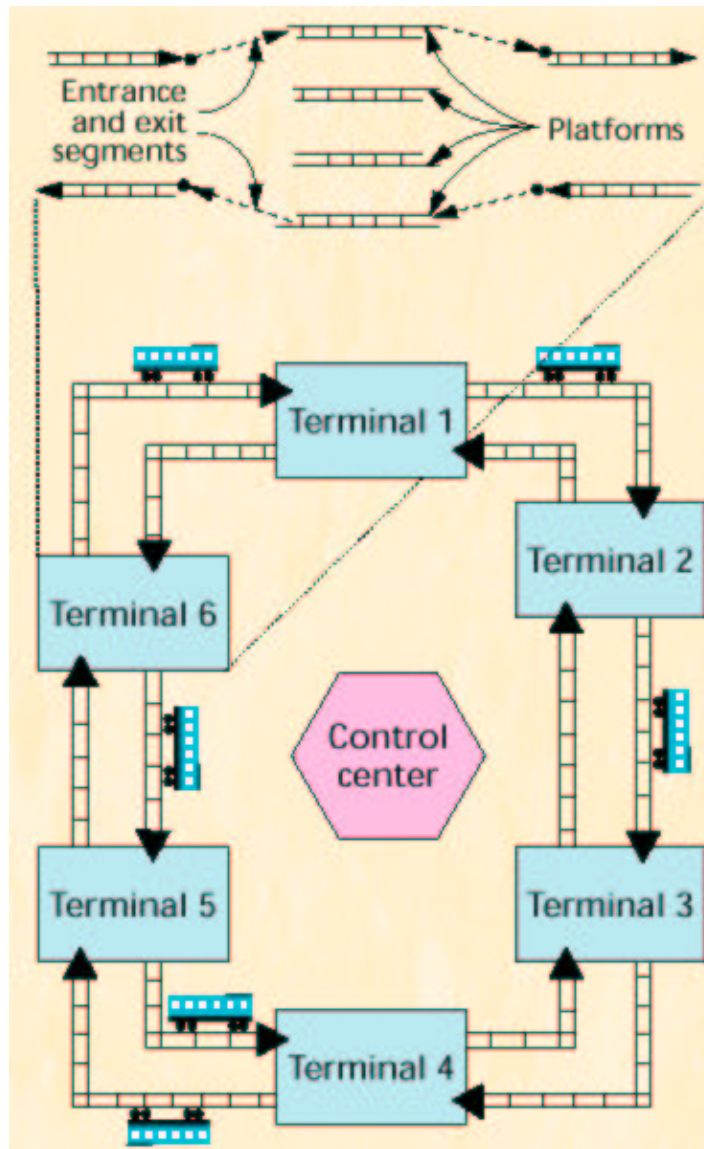 Entrance
and exit
segments
Platforms
Terminal 1
Terminal 2
Terminal 6
Control
center
Terminal 5
Terminal 3
Terminal 4